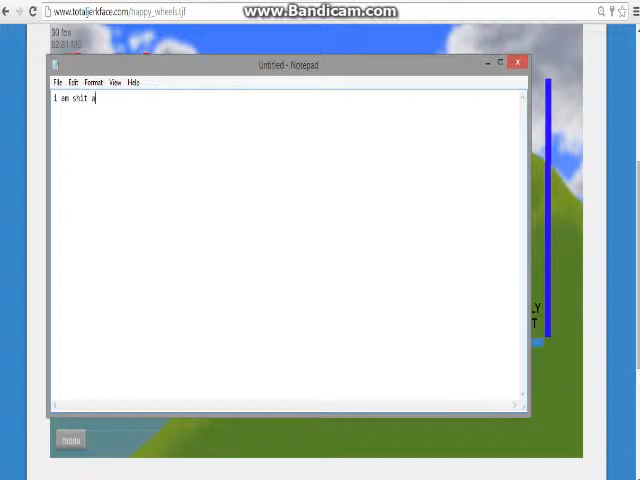 www.Bandicam.com
www.totaljerkface.com/happy_wheels.tjf
30 fps
Untitled - Notepad
File Edit Format View Help
i am shit a
LY
T
menu